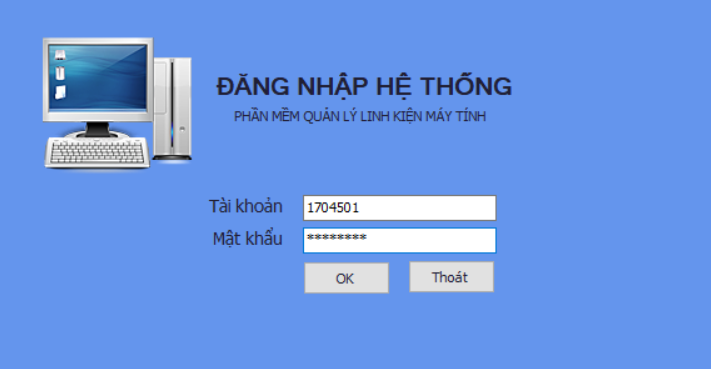 ĐĂNG NHẬP HỆ THỐNG
PHẦN MỀM QUẢN LÝ LINH KIỆN MÁY TÍNH
Tài khoản 1704501
Mật khẩu ********
OK Thoát